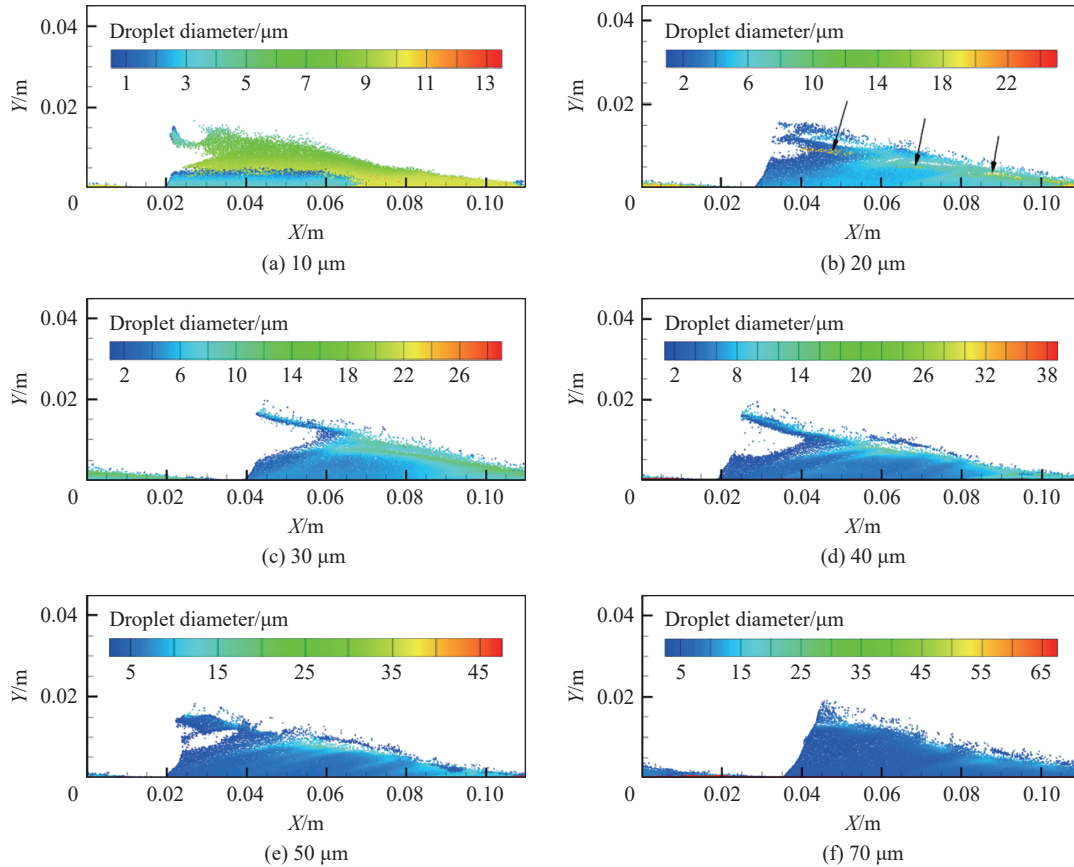 Droplet diameter/μm
1 3 5 7 9 11 13
0.04
0.02
0
Y/m
0.02 0.04 0.06 0.08 0.10
X/m
(a) 10 μm
Droplet diameter/μm
2 6 10 14 18 22
0.04
0.02
0
Y/m
0.02 0.04 0.06 0.08 0.10
X/m
(b) 20 μm
Droplet diameter/μm
2 6 10 14 18 22 26
0.04
0.02
0
Y/m
0.02 0.04 0.06 0.08 0.10
X/m
(c) 30 μm
Droplet diameter/μm
2 8 14 20 26 32 38
0.04
0.02
0
Y/m
0.02 0.04 0.06 0.08 0.10
X/m
(d) 40 μm
Droplet diameter/μm
5 15 25 35 45
0.04
0.02
0
Y/m
0.02 0.04 0.06 0.08 0.10
X/m
(e) 50 μm
Droplet diameter/μm
5 15 25 35 45 55 65
0.04
0.02
0
Y/m
0.02 0.04 0.06 0.08 0.10
X/m
(f) 70 μm